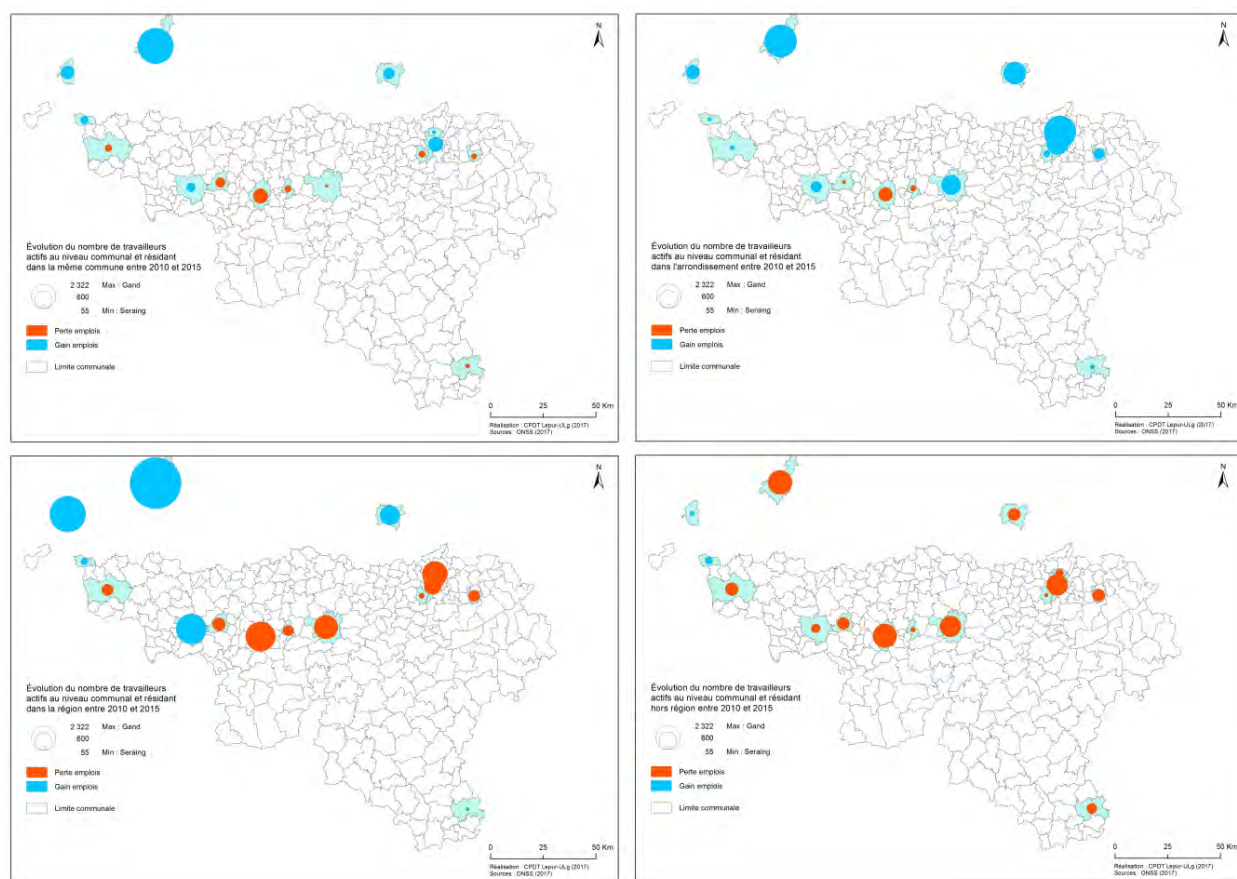 N
Évolution du nombre de travailleurs
actifs au niveau communal et résidant
dans la même commune entre 2010 et 2015
2 322 Max : Gand
600
55 Min : Seraing
Perte emplois
Gain emplois
Limite communale
0 25 50 Km
Réalisation : CPDT Lepur-ULg (2017)
Sources : ONSS (2017)
N
Évolution du nombre de travailleurs
actifs au niveau communal et résidant
dans l'arrondissement entre 2010 et 2015
2 322 Max : Gand
600
55 Min : Seraing
Perte emplois
Gain emplois
Limite communale
0 25 50 Km
Réalisation : CPDT Lepur-ULg (2017)
Sources : ONSS (2017)
N
Évolution du nombre de travailleurs
actifs au niveau communal et résidant
dans la région entre 2010 et 2015
2 322 Max : Gand
600
55 Min : Seraing
Perte emplois
Gain emplois
Limite communale
0 25 50 Km
Réalisation : CPDT Lepur-ULg (2017)
Sources : ONSS (2017)
N
Évolution du nombre de travailleurs
actifs au niveau communal et résidant
hors région entre 2010 et 2015
2 322 Max : Gand
600
55 Min : Seraing
Perte emplois
Gain emplois
Limite communale
0 25 50 Km
Réalisation : CPDT Lepur-ULg (2017)
Sources : ONSS (2017)